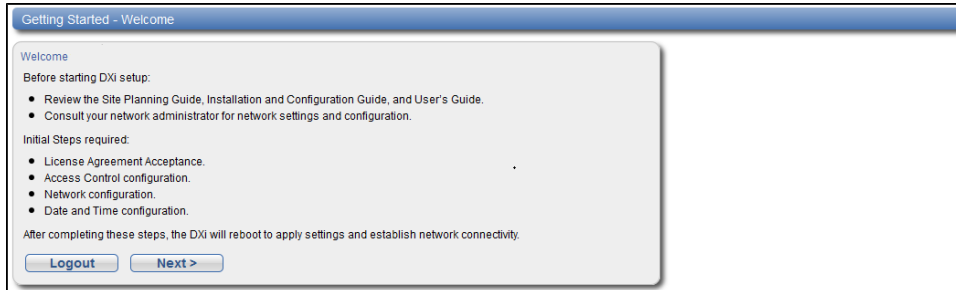 Getting Started - Welcome
Welcome
Before starting DXi setup:
• Review the Site Planning Guide, Installation and Configuration Guide, and User's Guide.
• Consult your network administrator for network settings and configuration.
Initial Steps required:
• License Agreement Acceptance.
• Access Control configuration.
• Network configuration.
• Date and Time configuration.
After completing these steps, the DXi will reboot to apply settings and establish network connectivity.
Logout Next >